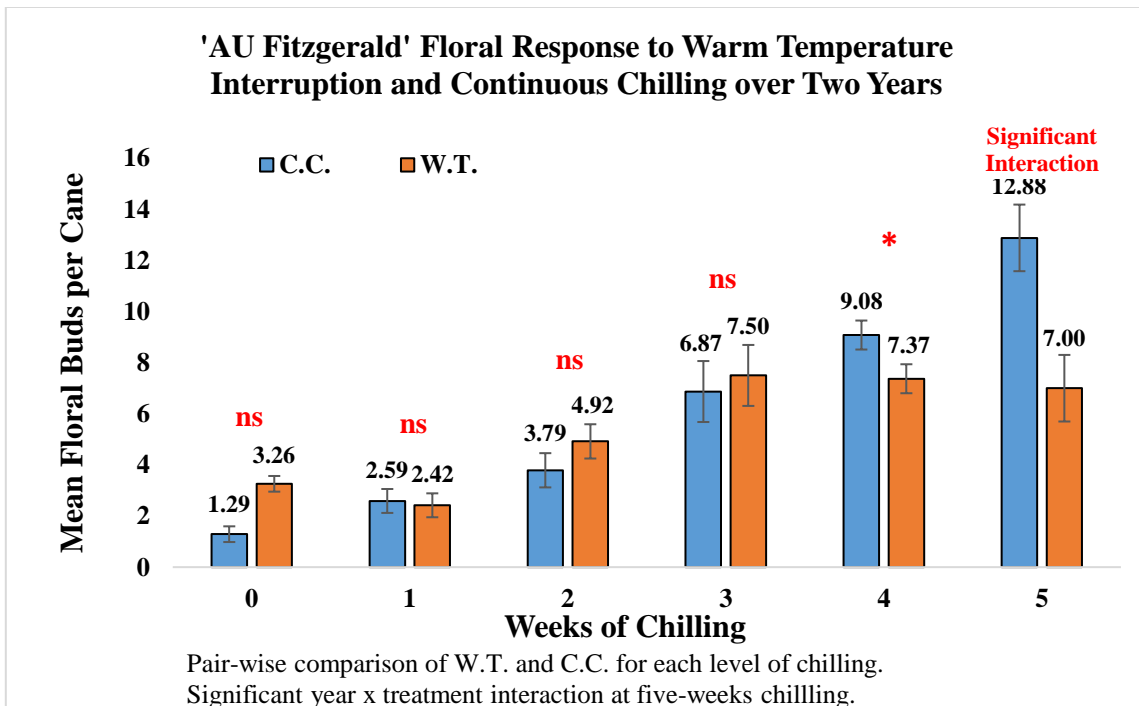 'AU Fitzgerald' Floral Response to Warm Temperature
Interruption and Continuous Chilling over Two Years
Mean Floral Buds per Cane
C.C. W.T.
Significant
Interaction
16
14
12
10
8
6
4
2
0
ns
1.29
3.26
ns
2.59
2.42
ns
3.79
4.92
ns
6.87
7.50
*
9.08
7.37
12.88
7.00
0 1 2 3 4 5
Weeks of Chilling
Pair-wise comparison of W.T. and C.C. for each level of chilling.
Significant year x treatment interaction at five-weeks chillling.